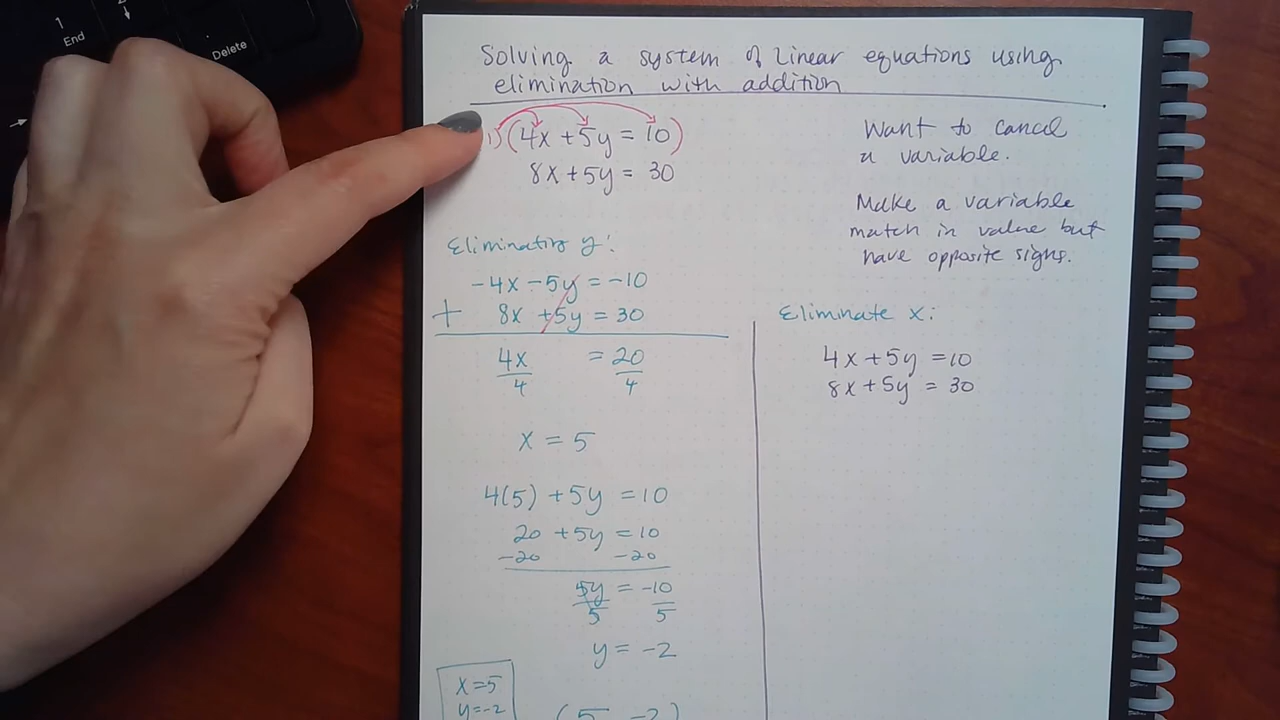 1
End
Delete
Solving a system of linear equations using
elimination with addition
1)(4x + 5y = 10)
8x + 5y = 30
Want to cancel
a variable.
Make a variable
match in value but
have opposite signs.
Eliminating y:
-4x - 5y = -10
+ 8x + 5y = 30
4x = 20
4 4
x = 5
4(5) + 5y = 10
20 + 5y = 10
-20 -20
5y = -10
5 5
y = -2
x = 5
y = -2
(5, -2)
Eliminate x:
4x + 5y = 10
8x + 5y = 30